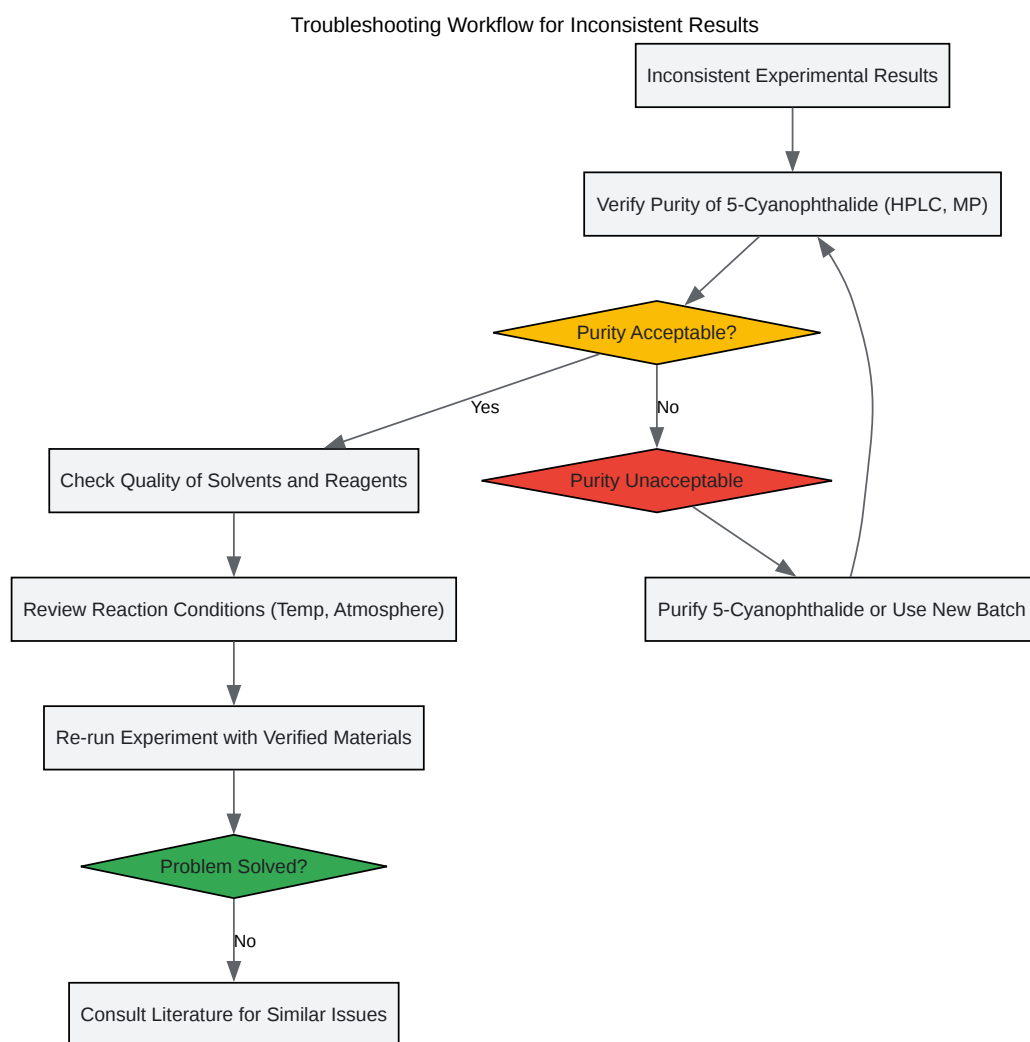 Troubleshooting Workflow for Inconsistent Results
Inconsistent Experimental Results
Verify Purity of 5-Cyanophthalide (HPLC, MP)
Purity Acceptable?
Yes
No
Check Quality of Solvents and Reagents
Purity Unacceptable
Review Reaction Conditions (Temp, Atmosphere)
Purify 5-Cyanophthalide or Use New Batch
Re-run Experiment with Verified Materials
Problem Solved?
No
Consult Literature for Similar Issues